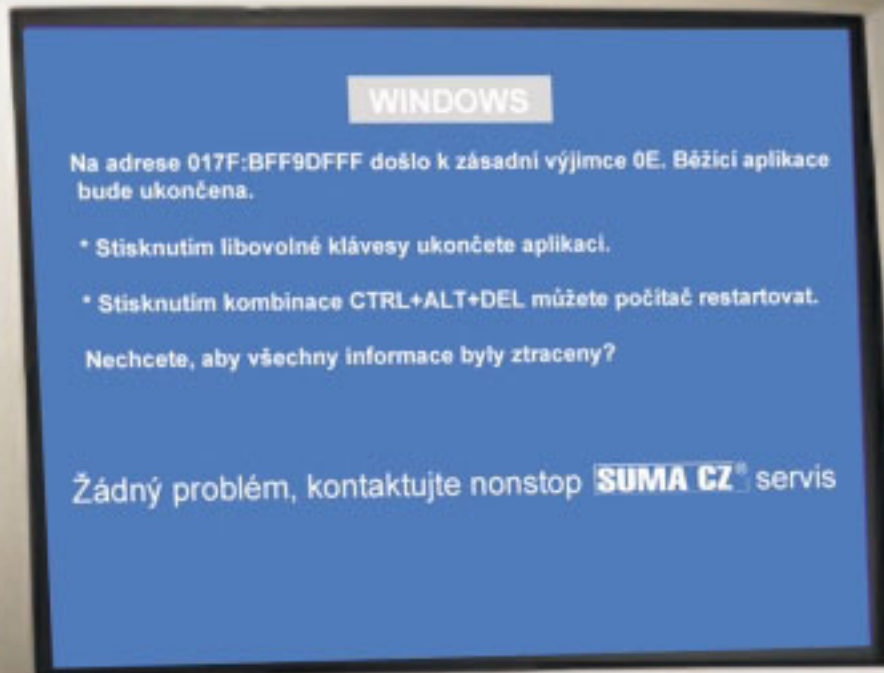 WINDOWS
Na adrese 017F:BFF9DFFF došlo k zásadní výjimce 0E. Běžící aplikace
bude ukončena.
* Stisknutím libovolné klávesy ukončete aplikaci.
* Stisknutím kombinace CTRL+ALT+DEL můžete počítač restartovat.
Nechcete, aby všechny informace byly ztraceny?
Žádný problém, kontaktujte nonstop SUMA CZ® servis